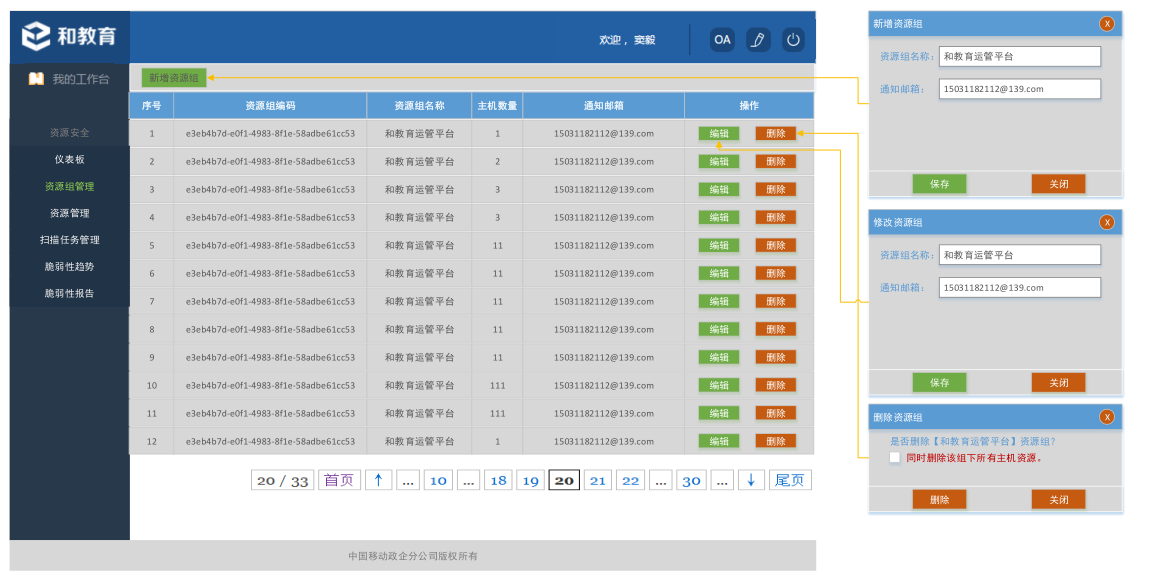 和教育
欢迎，窦毅
OA
我的工作台
资源安全
仪表板
资源组管理
资源管理
扫描任务管理
脆弱性趋势
脆弱性报告
新增资源组
序号 资源组编码 资源组名称 主机数量 通知邮箱 操作
1 e3eb4b7d-e0f1-4983-8f1e-58adbe61cc53 和教育运管平台 1 15031182112@139.com 编辑 删除
2 e3eb4b7d-e0f1-4983-8f1e-58adbe61cc53 和教育运管平台 2 15031182112@139.com 编辑 删除
3 e3eb4b7d-e0f1-4983-8f1e-58adbe61cc53 和教育运管平台 3 15031182112@139.com 编辑 删除
4 e3eb4b7d-e0f1-4983-8f1e-58adbe61cc53 和教育运管平台 3 15031182112@139.com 编辑 删除
5 e3eb4b7d-e0f1-4983-8f1e-58adbe61cc53 和教育运管平台 11 15031182112@139.com 编辑 删除
6 e3eb4b7d-e0f1-4983-8f1e-58adbe61cc53 和教育运管平台 11 15031182112@139.com 编辑 删除
7 e3eb4b7d-e0f1-4983-8f1e-58adbe61cc53 和教育运管平台 11 15031182112@139.com 编辑 删除
8 e3eb4b7d-e0f1-4983-8f1e-58adbe61cc53 和教育运管平台 11 15031182112@139.com 编辑 删除
9 e3eb4b7d-e0f1-4983-8f1e-58adbe61cc53 和教育运管平台 11 15031182112@139.com 编辑 删除
10 e3eb4b7d-e0f1-4983-8f1e-58adbe61cc53 和教育运管平台 111 15031182112@139.com 编辑 删除
11 e3eb4b7d-e0f1-4983-8f1e-58adbe61cc53 和教育运管平台 111 15031182112@139.com 编辑 删除
12 e3eb4b7d-e0f1-4983-8f1e-58adbe61cc53 和教育运管平台 1 15031182112@139.com 编辑 删除
20 / 33 首页 ↑ ... 10 ... 18 19 20 21 22 ... 30 ... ↓ 尾页
中国移动政企分公司版权所有
新增资源组 X
资源组名称： 和教育运管平台
通知邮箱： 15031182112@139.com
保存 关闭
修改资源组 X
资源组名称： 和教育运管平台
通知邮箱： 15031182112@139.com
保存 关闭
删除资源组 X
是否删除【和教育运管平台】资源组?
同时删除该组下所有主机资源。
删除 关闭